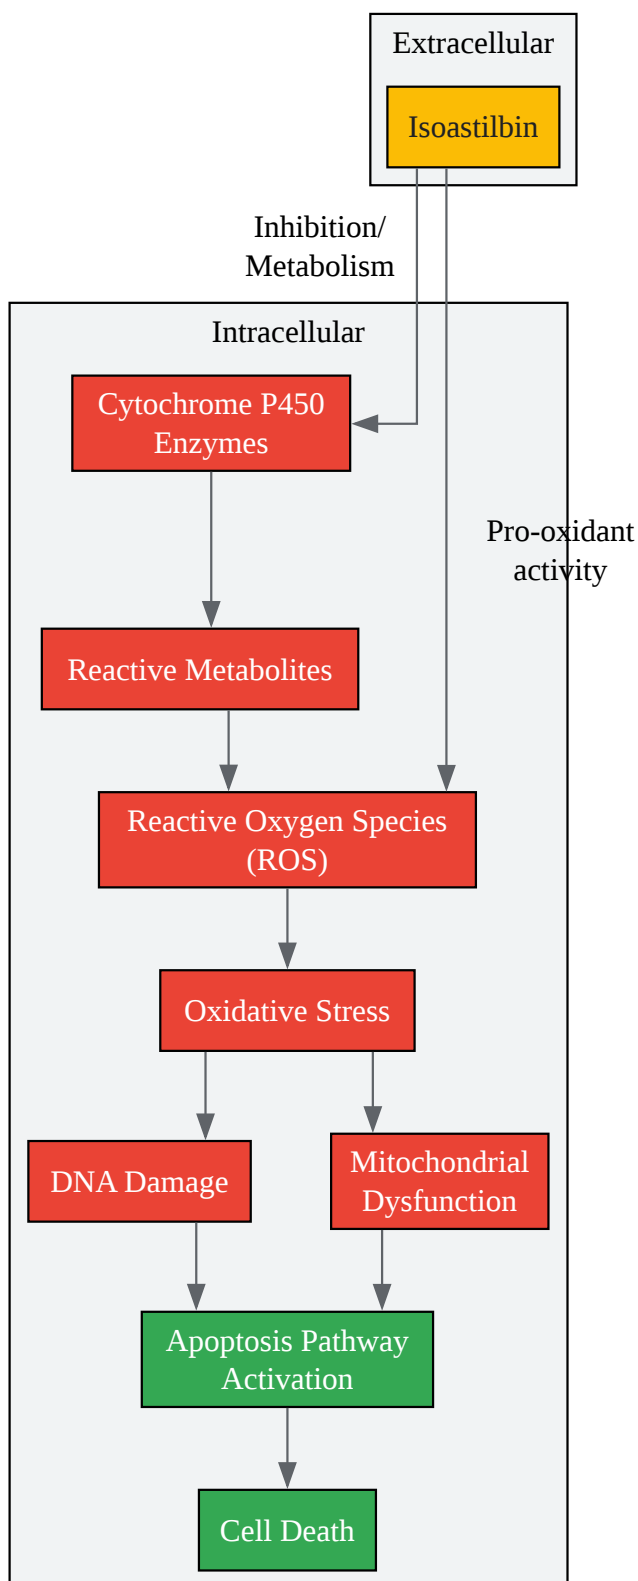 Extracellular
Isoastilbin
Inhibition/
Metabolism
Intracellular
Cytochrome P450
Enzymes
Pro-oxidant
activity
Reactive Metabolites
Reactive Oxygen Species
(ROS)
Oxidative Stress
DNA Damage
Mitochondrial
Dysfunction
Apoptosis Pathway
Activation
Cell Death